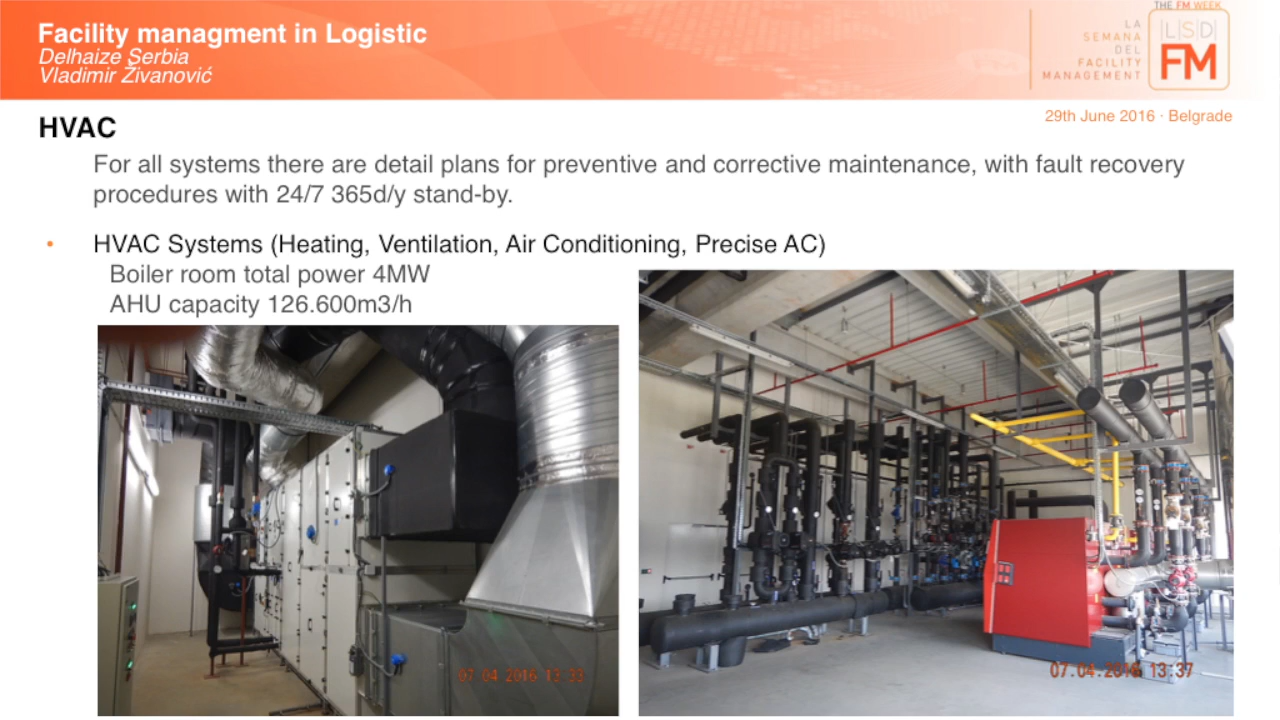 Facility managment in Logistic
Delhaize Serbia
Vladimir Živanović
THE FM WEEK
LA
SEMANA
DEL
FACILITY
MANAGEMENT
LSD
FM
29th June 2016 · Belgrade
HVAC
For all systems there are detail plans for preventive and corrective maintenance, with fault recovery
procedures with 24/7 365d/y stand-by.
• HVAC Systems (Heating, Ventilation, Air Conditioning, Precise AC)
Boiler room total power 4MW
AHU capacity 126.600m3/h
07.04.2016 13:33
07.04.2016 13:37